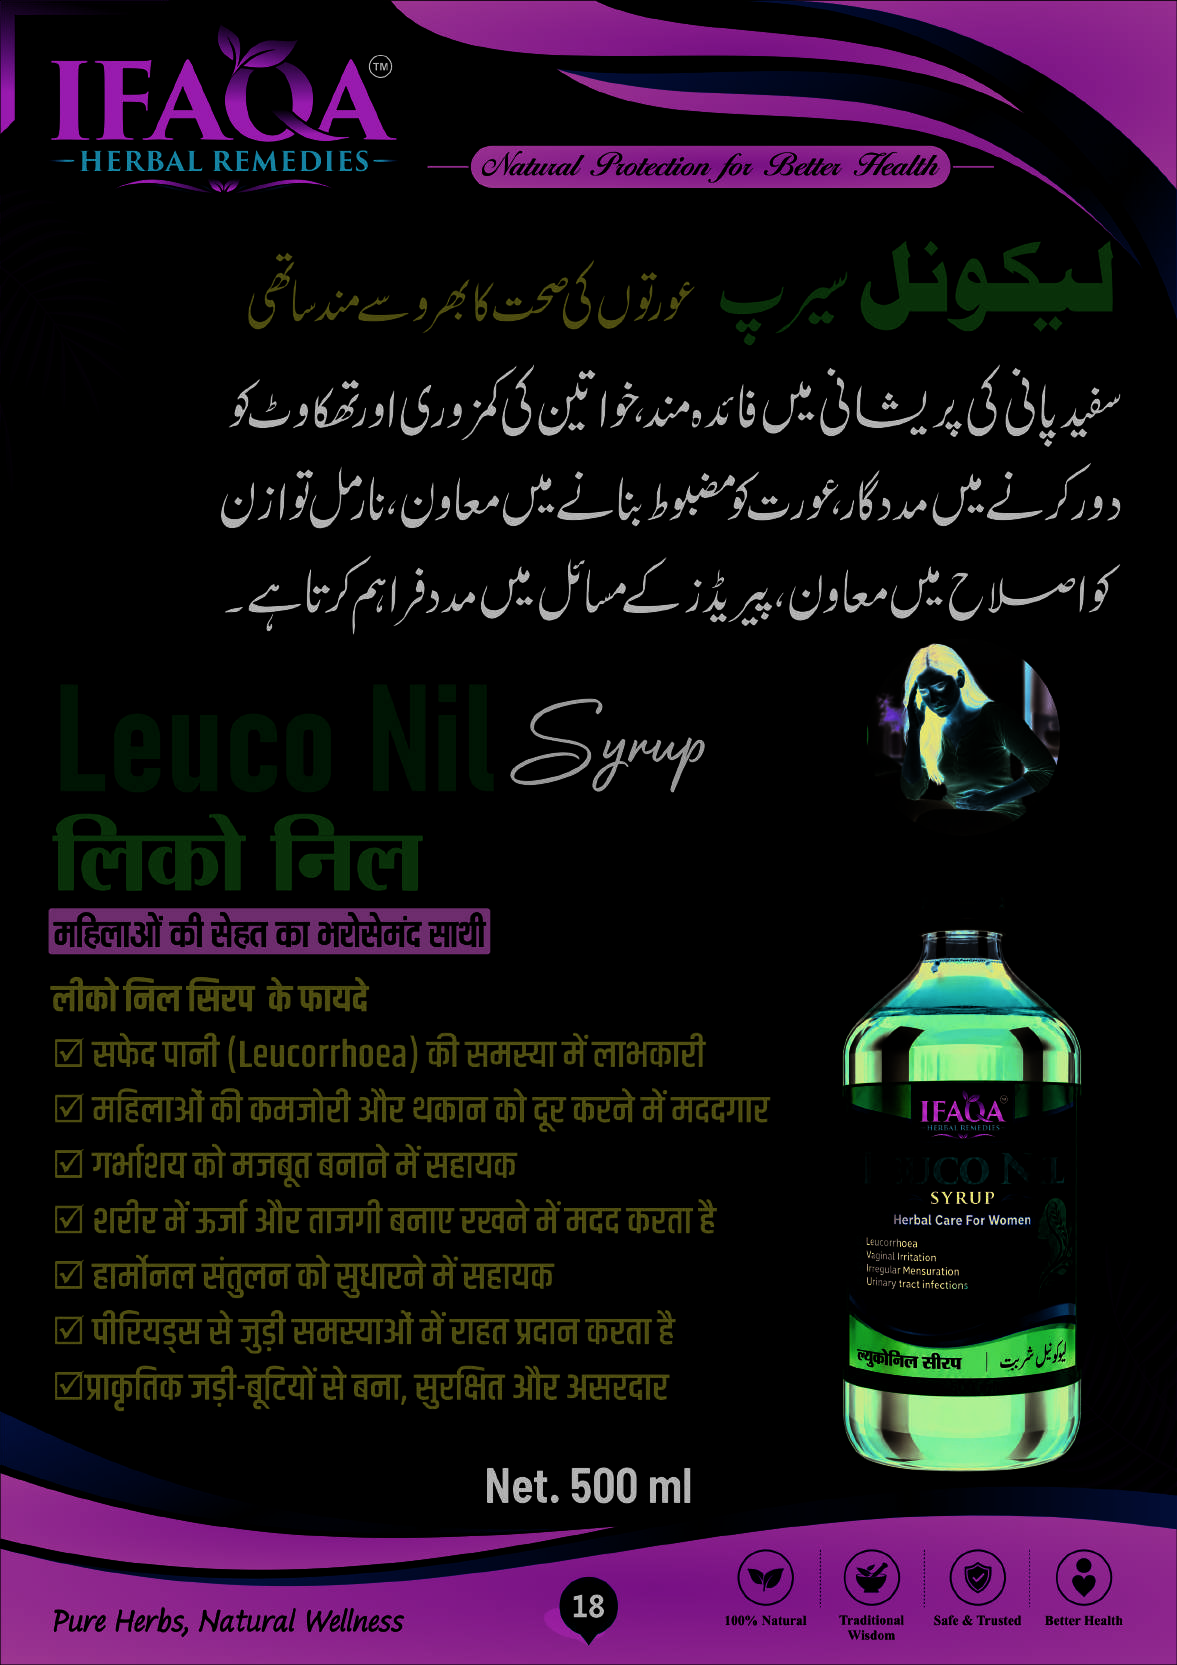 IFAQA
TM
HERBAL REMEDIES
Natural Protection for Better Health
لیکونل سیرپ عورتوں کی صحت کا بھروسے مند ساتھی
سفید پانی کی پریشانی میں فائدہ مند، خواتین کی کمزوری اور تھکاوٹ کو
دور کرنے میں مددگار، عورت کو مضبوط بنانے میں معاون، نارمل توازن
کو اصلاح میں معاون، پیریڈز کے مسائل میں مدد فراہم کرتا ہے۔
Leuco Nil Syrup
लिको निल
महिलाओं की सेहत का भरोसेमंद साथी
लीको निल सिरप के फायदे
☑ सफेद पानी (Leucorrhoea) की समस्या में लाभकारी
☑ महिलाओं की कमजोरी और थकान को दूर करने में मददगार
☑ गर्भाशय को मजबूत बनाने में सहायक
☑ शरीर में ऊर्जा और ताजगी बनाए रखने में मदद करता है
☑ हार्मोनल संतुलन को सुधारने में सहायक
☑ पीरियड्स से जुड़ी समस्याओं में राहत प्रदान करता है
☑प्राकृतिक जड़ी-बूटियों से बना, सुरक्षित और असरदार
IFAQA
HERBAL REMEDIES
LEUCO NIL
SYRUP
Herbal Care For Women
Leucorrhoea
Vaginal Irritation
Irregular Mensuration
Urinary tract infections
ल्युकोनिल सीरप | لیوکونیل شربت
Net. 500 ml
Pure Herbs, Natural Wellness
18
100% Natural
Traditional Wisdom
Safe & Trusted
Better Health